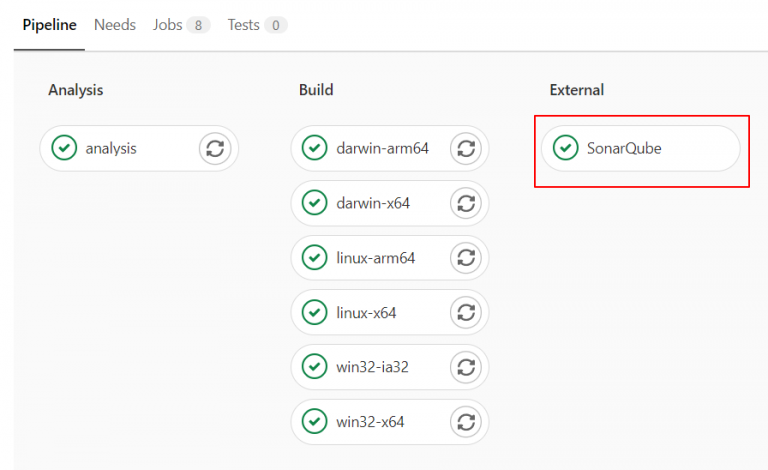 Pipeline Needs Jobs 8 Tests 0
Analysis
analysis
Build
darwin-arm64
darwin-x64
linux-arm64
linux-x64
win32-ia32
win32-x64
External
SonarQube